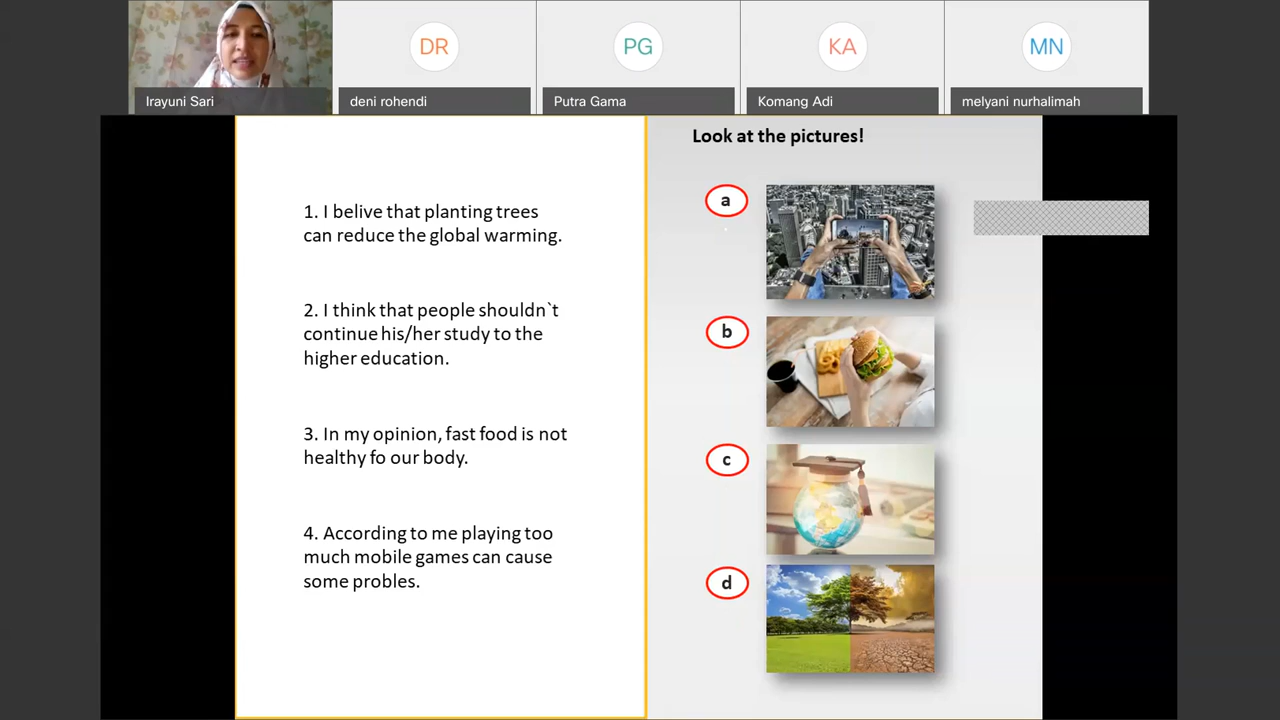 DR
PG
KA
MN
Irayuni Sari
deni rohendi
Putra Gama
Komang Adi
melyani nurhalimah
1. I belive that planting trees
can reduce the global warming.
2. I think that people shouldn`t
continue his/her study to the
higher education.
3. In my opinion, fast food is not
healthy fo our body.
4. According to me playing too
much mobile games can cause
some probles.
Look at the pictures!
a
b
c
d